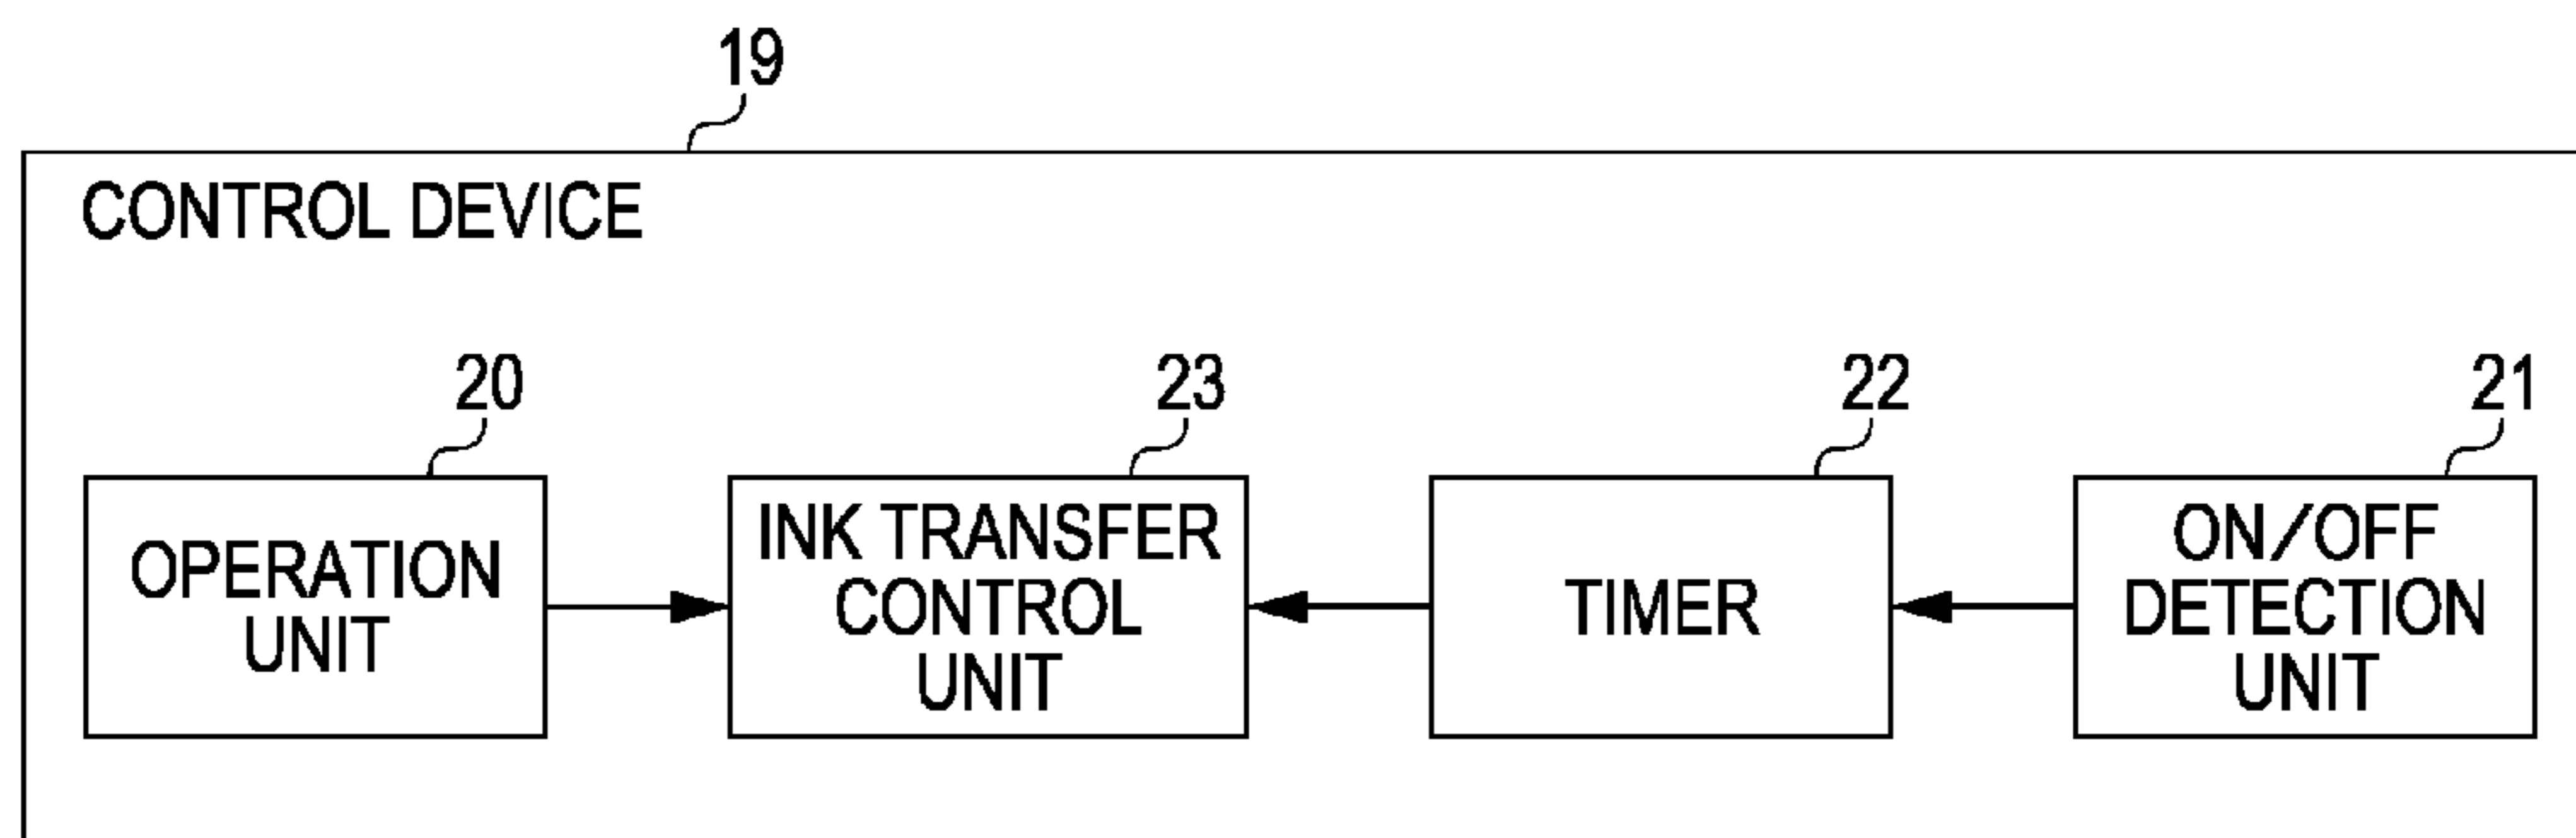 19
CONTROL DEVICE
20
23
22
21
OPERATION
UNIT
INK TRANSFER
CONTROL
UNIT
TIMER
ON/OFF
DETECTION
UNIT